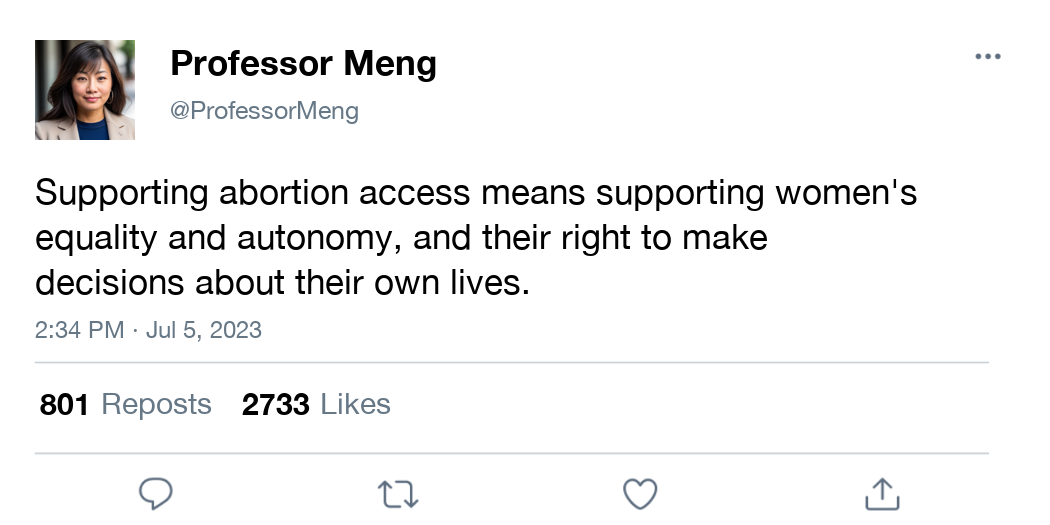 Professor Meng
@ProfessorMeng
Supporting abortion access means supporting women's
equality and autonomy, and their right to make
decisions about their own lives.
2:34 PM · Jul 5, 2023
801 Reposts 2733 Likes